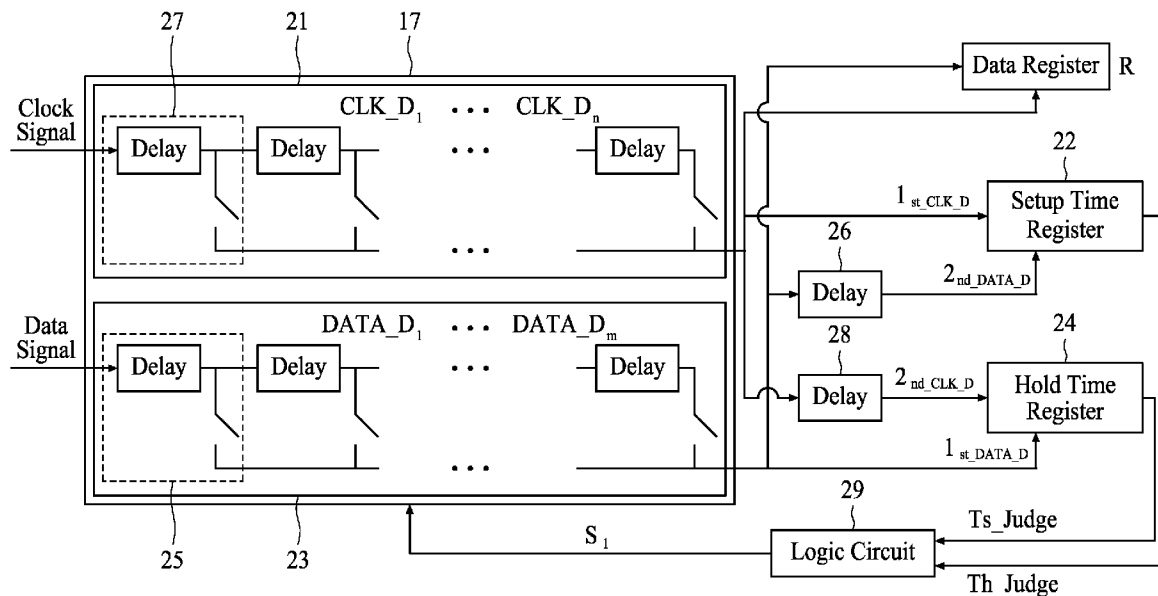 27
21
17
Clock
Signal
CLK_D1 • • • CLK_Dn
Delay
Delay
• • •
Delay
• • •
Data Register R
22
1st_CLK_D
Setup Time
Register
26
Delay
2nd_DATA_D
Data
Signal
DATA_D1 • • • DATA_Dm
Delay
Delay
• • •
Delay
• • •
28
Delay
2nd_CLK_D
24
Hold Time
Register
1st_DATA_D
25
23
S1
29
Logic Circuit
Ts_Judge
Th_Judge